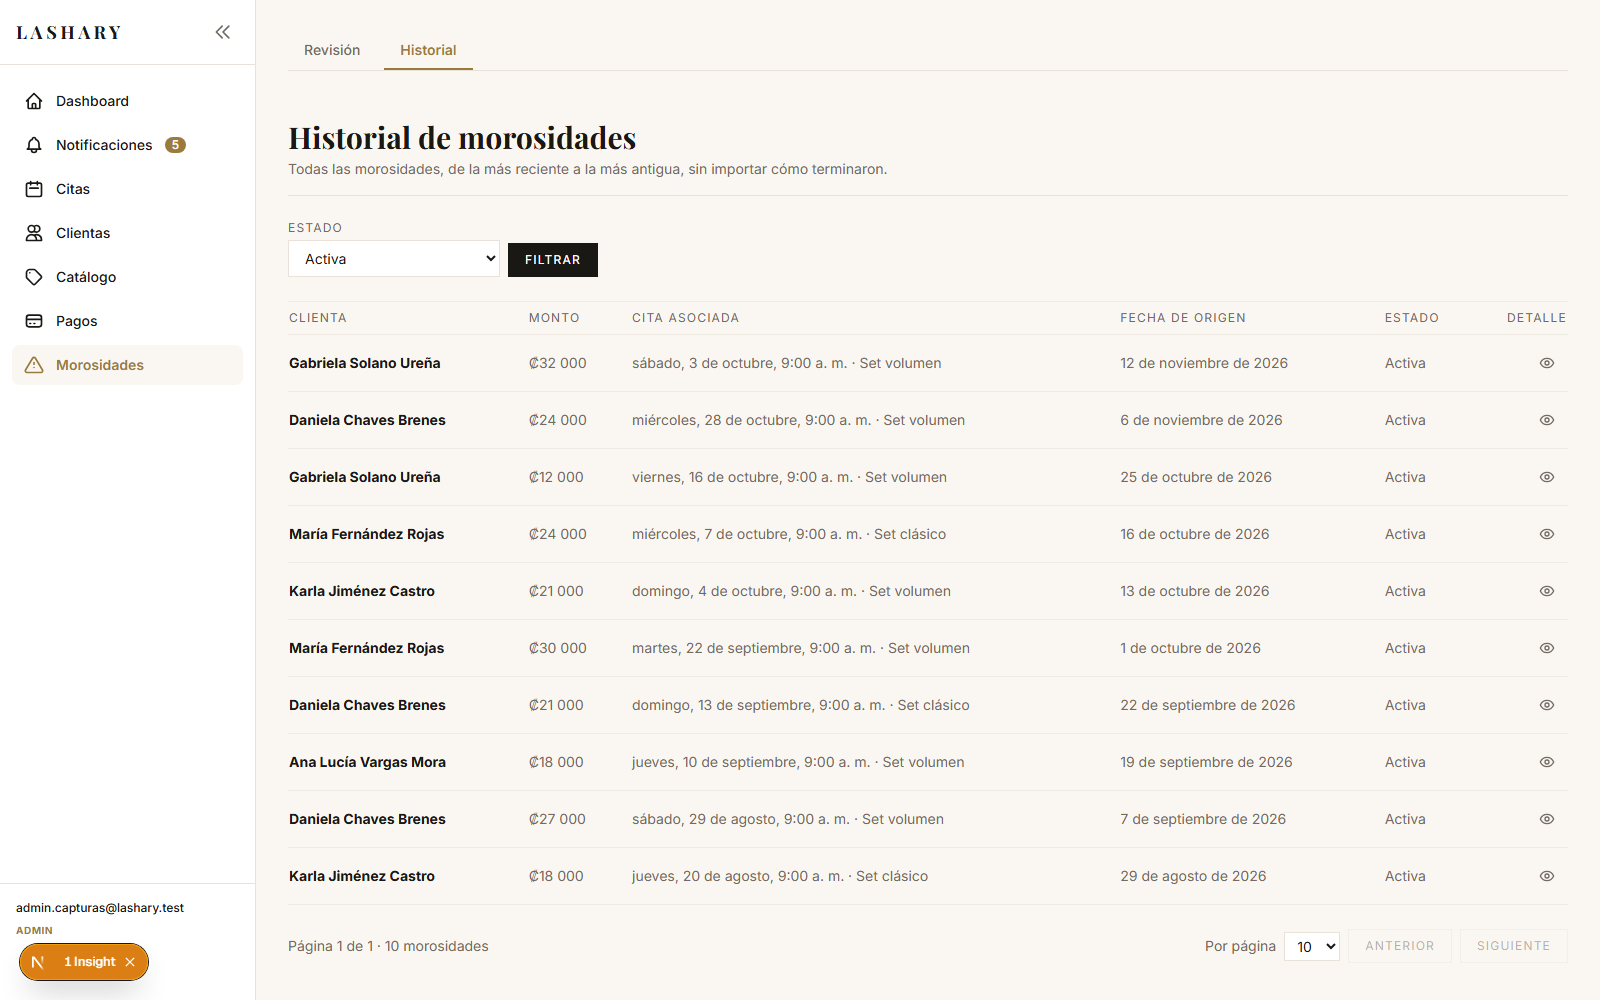 LASHARY
Dashboard
Notificaciones 5
Citas
Clientas
Catálogo
Pagos
Morosidades
admin.capturas@lashary.test
ADMIN
1 Insight
Revisión Historial
Historial de morosidades
Todas las morosidades, de la más reciente a la más antigua, sin importar cómo terminaron.
ESTADO
Activa FILTRAR
CLIENTA MONTO CITA ASOCIADA FECHA DE ORIGEN ESTADO DETALLE
Gabriela Solano Ureña ₡32 000 sábado, 3 de octubre, 9:00 a. m. · Set volumen 12 de noviembre de 2026 Activa
Daniela Chaves Brenes ₡24 000 miércoles, 28 de octubre, 9:00 a. m. · Set volumen 6 de noviembre de 2026 Activa
Gabriela Solano Ureña ₡12 000 viernes, 16 de octubre, 9:00 a. m. · Set volumen 25 de octubre de 2026 Activa
María Fernández Rojas ₡24 000 miércoles, 7 de octubre, 9:00 a. m. · Set clásico 16 de octubre de 2026 Activa
Karla Jiménez Castro ₡21 000 domingo, 4 de octubre, 9:00 a. m. · Set volumen 13 de octubre de 2026 Activa
María Fernández Rojas ₡30 000 martes, 22 de septiembre, 9:00 a. m. · Set volumen 1 de octubre de 2026 Activa
Daniela Chaves Brenes ₡21 000 domingo, 13 de septiembre, 9:00 a. m. · Set clásico 22 de septiembre de 2026 Activa
Ana Lucía Vargas Mora ₡18 000 jueves, 10 de septiembre, 9:00 a. m. · Set volumen 19 de septiembre de 2026 Activa
Daniela Chaves Brenes ₡27 000 sábado, 29 de agosto, 9:00 a. m. · Set volumen 7 de septiembre de 2026 Activa
Karla Jiménez Castro ₡18 000 jueves, 20 de agosto, 9:00 a. m. · Set clásico 29 de agosto de 2026 Activa
Página 1 de 1 · 10 morosidades Por página 10 ANTERIOR SIGUIENTE